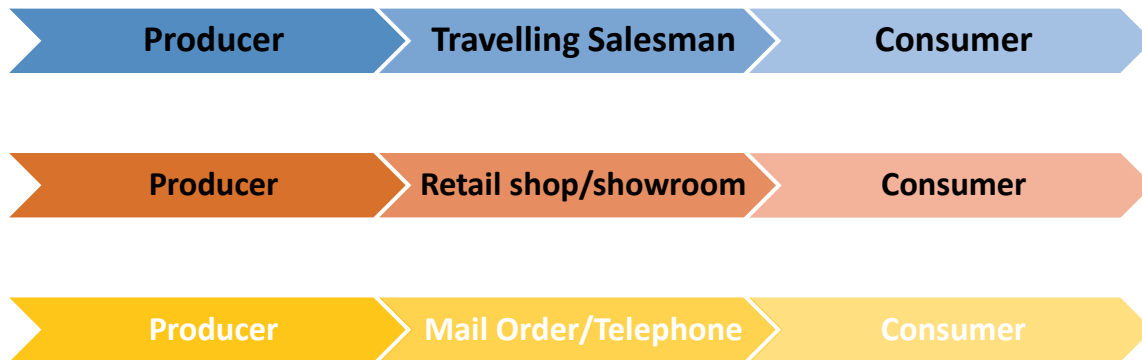 Producer Travelling Salesman Consumer
Producer Retail shop/showroom Consumer
Producer Mail Order/Telephone Consumer